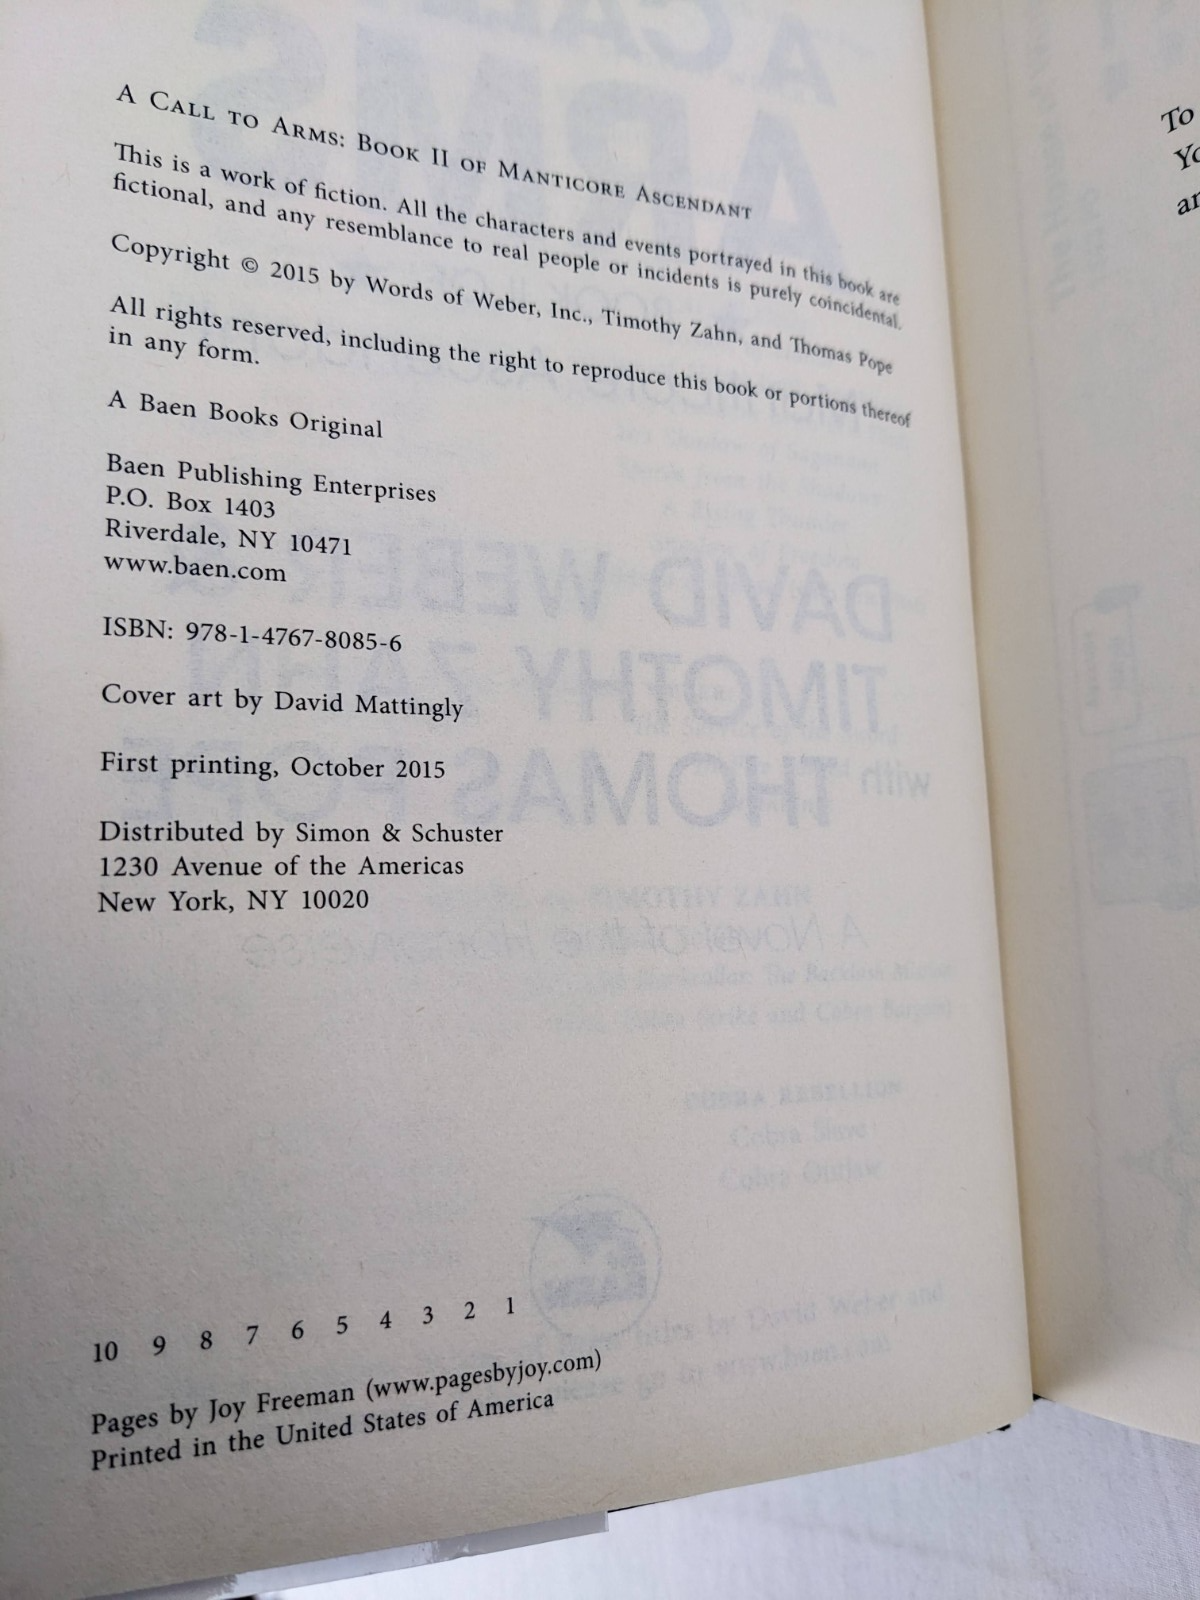 A Call to Arms: Book II of Manticore Ascendant
This is a work of fiction. All the characters and events portrayed in this book are
fictional, and any resemblance to real people or incidents is purely coincidental.
Copyright © 2015 by Words of Weber, Inc., Timothy Zahn, and Thomas Pope
All rights reserved, including the right to reproduce this book or portions thereof
in any form.
A Baen Books Original
Baen Publishing Enterprises
P.O. Box 1403
Riverdale, NY 10471
www.baen.com
ISBN: 978-1-4767-8085-6
Cover art by David Mattingly
First printing, October 2015
Distributed by Simon & Schuster
1230 Avenue of the Americas
New York, NY 10020
10 9 8 7 6 5 4 3 2 1
Pages by Joy Freeman (www.pagesbyjoy.com)
Printed in the United States of America
To